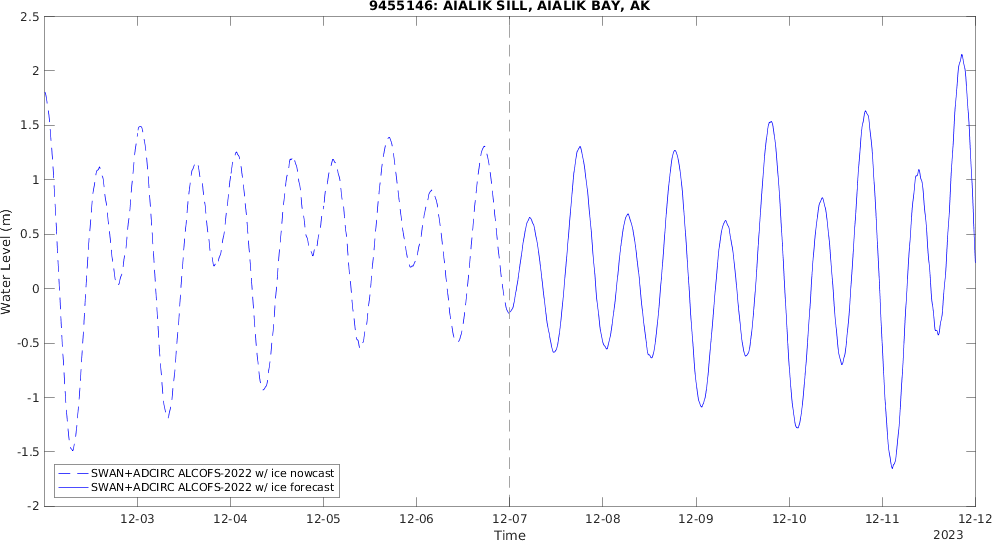 9455146: AIALIK SILL, AIALIK BAY, AK
Water Level (m)
2.5
2
1.5
1
0.5
0
-0.5
-1
-1.5
-2
SWAN+ADCIRC ALCOFS-2022 w/ ice nowcast
SWAN+ADCIRC ALCOFS-2022 w/ ice forecast
12-03 12-04 12-05 12-06 12-07 12-08 12-09 12-10 12-11 12-12
Time
2023